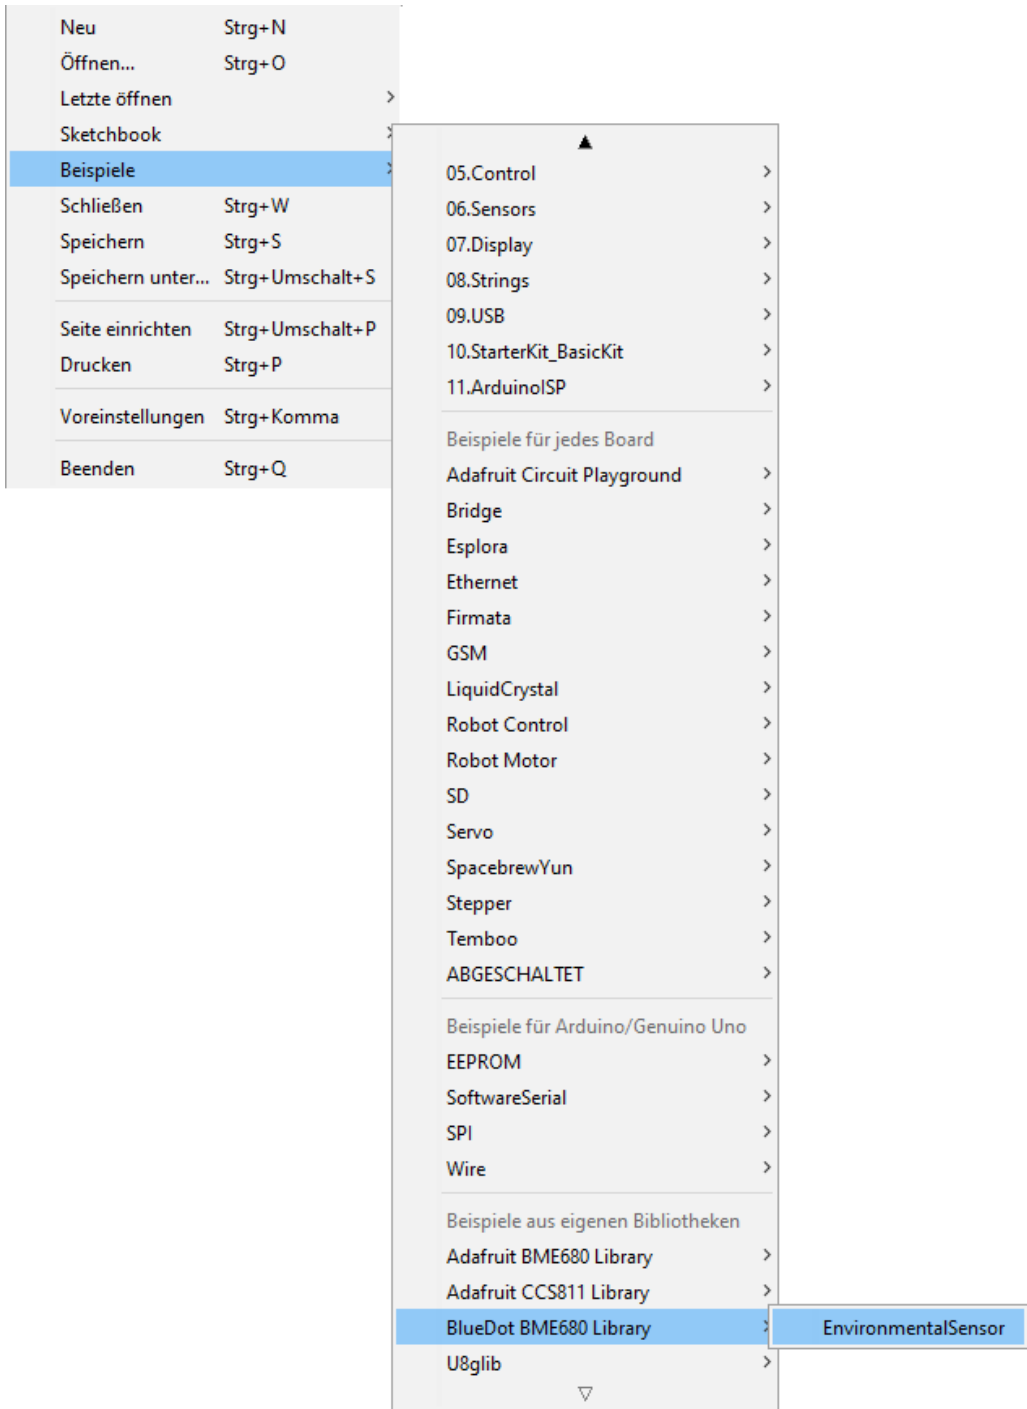 Neu Strg+N
Öffnen... Strg+O
Letzte öffnen
Sketchbook
Beispiele
Schließen Strg+W
Speichern Strg+S
Speichern unter... Strg+Umschalt+S
Seite einrichten Strg+Umschalt+P
Drucken Strg+P
Voreinstellungen Strg+Komma
Beenden Strg+Q
05.Control
06.Sensors
07.Display
08.Strings
09.USB
10.StarterKit_BasicKit
11.ArduinoISP
Beispiele für jedes Board
Adafruit Circuit Playground
Bridge
Esplora
Ethernet
Firmata
GSM
LiquidCrystal
Robot Control
Robot Motor
SD
Servo
SpacebrewYun
Stepper
Temboo
ABGESCHALTET
Beispiele für Arduino/Genuino Uno
EEPROM
SoftwareSerial
SPI
Wire
Beispiele aus eigenen Bibliotheken
Adafruit BME680 Library
Adafruit CCS811 Library
BlueDot BME680 Library
U8glib
EnvironmentalSensor